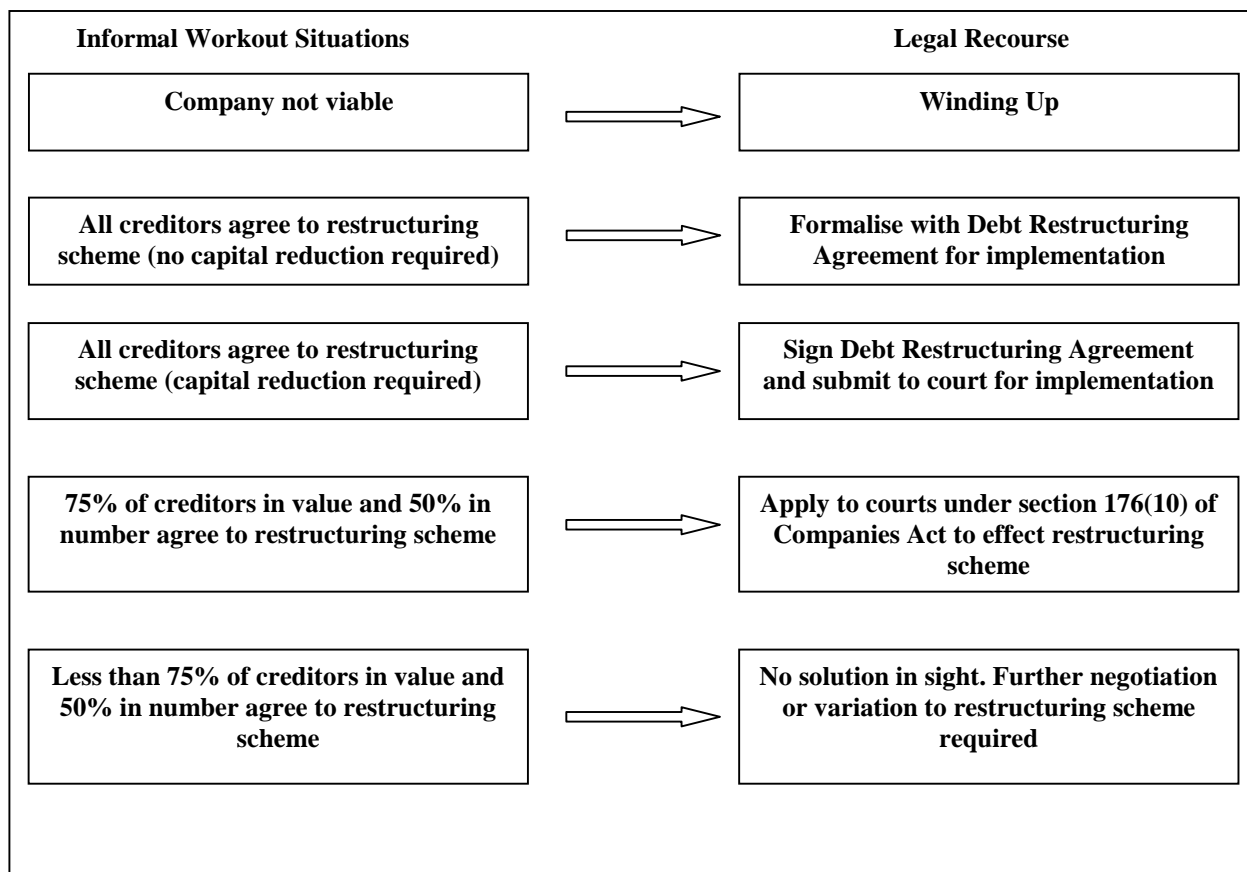 Informal Workout Situations
Legal Recourse
Company not viable
Winding Up
All creditors agree to restructuring
scheme (no capital reduction required)
Formalise with Debt Restructuring
Agreement for implementation
All creditors agree to restructuring
scheme (capital reduction required)
Sign Debt Restructuring Agreement
and submit to court for implementation
75% of creditors in value and 50% in
number agree to restructuring scheme
Apply to courts under section 176(10) of
Companies Act to effect restructuring
scheme
Less than 75% of creditors in value and
50% in number agree to restructuring
scheme
No solution in sight. Further negotiation
or variation to restructuring scheme
required